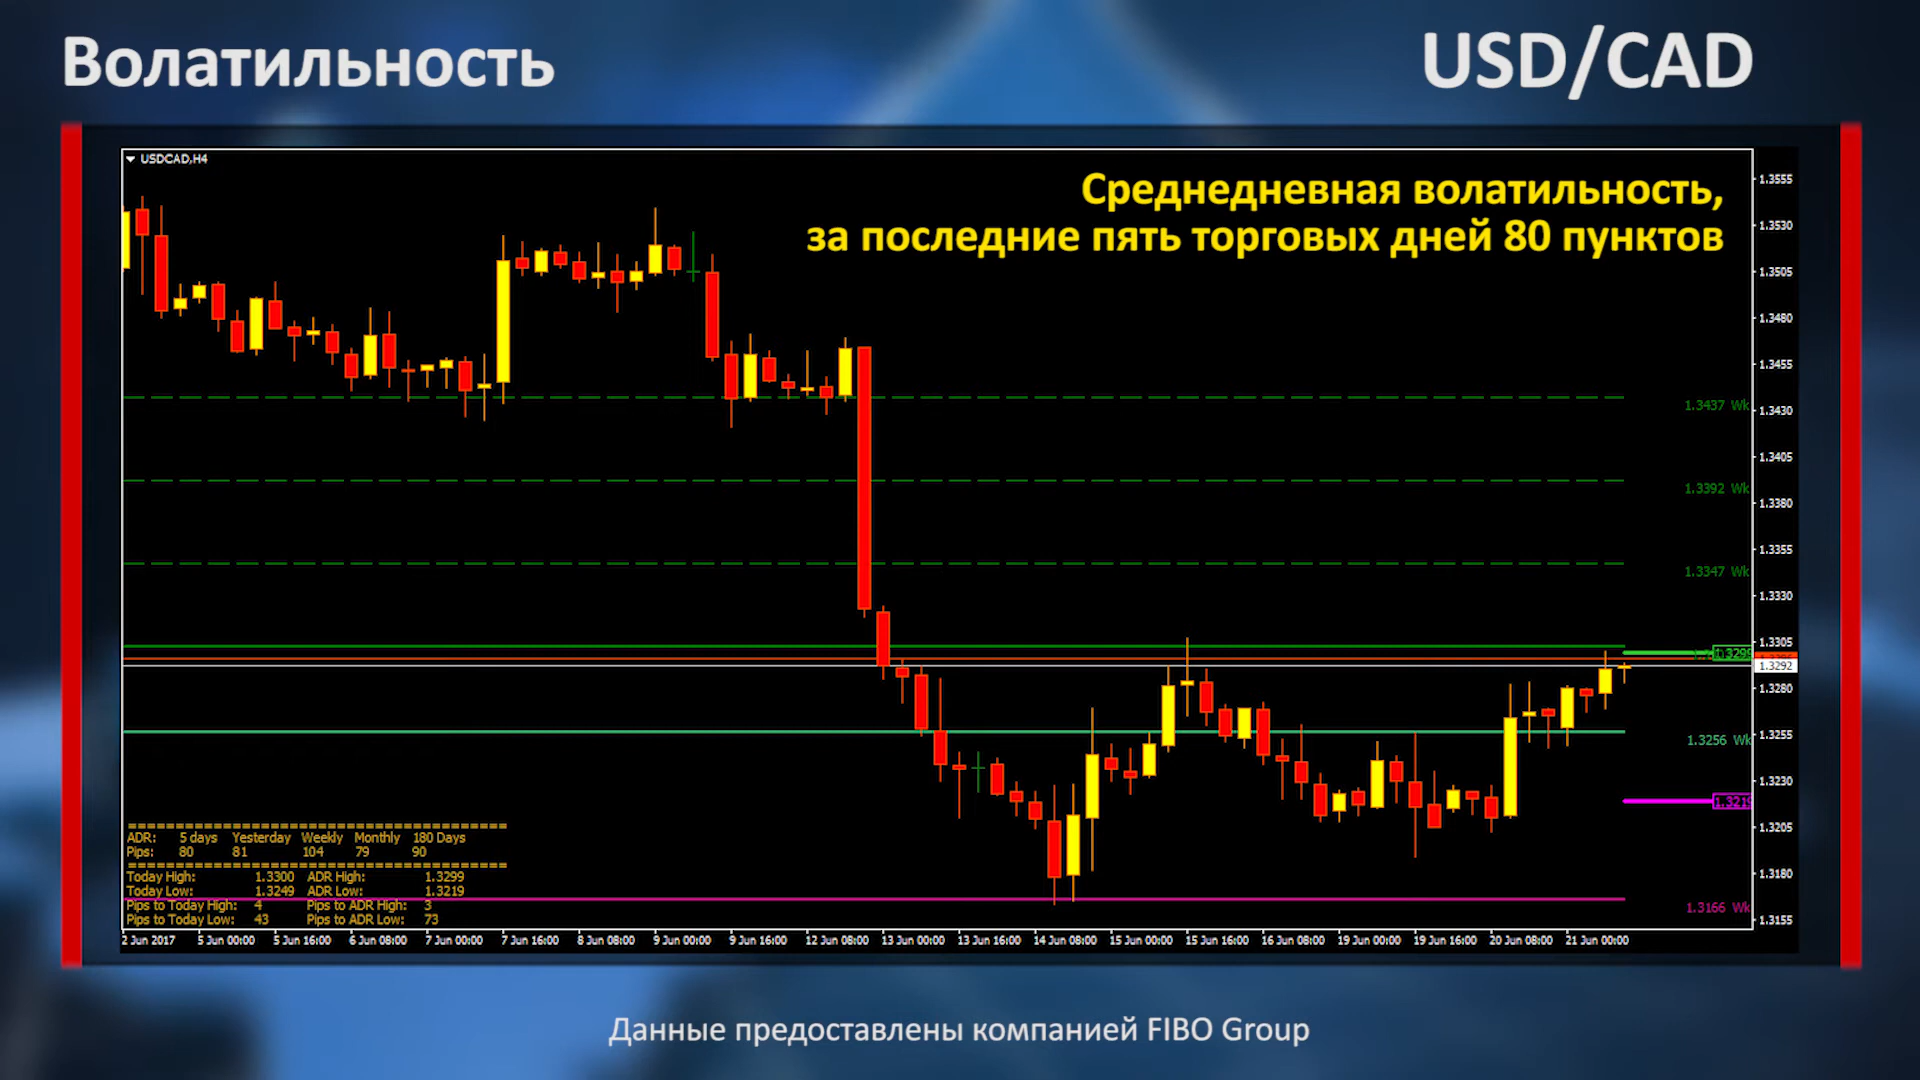 Волатильность
USD/CAD
USDCAD,H4
Среднедневная волатильность,
за последние пять торговых дней 80 пунктов
1.3555
1.3530
1.3505
1.3480
1.3455
1.3430
1.3405
1.3380
1.3355
1.3330
1.3305
1.3292
1.3280
1.3255
1.3230
1.3205
1.3180
1.3155
1.3437 Wk
1.3392 Wk
1.3347 Wk
1.3299
1.3256 Wk
1.3219
1.3166 Wk
ADR: 5 days Yesterday Weekly Monthly 180 Days
Pips: 80 81 104 79 90
Today High: 1.3300 ADR High: 1.3299
Today Low: 1.3249 ADR Low: 1.3219
Pips to Today High: 4 Pips to ADR High: 3
Pips to Today Low: 43 Pips to ADR Low: 73
2 Jun 2017 5 Jun 00:00 5 Jun 16:00 6 Jun 08:00 7 Jun 00:00 7 Jun 16:00 8 Jun 08:00 9 Jun 00:00 9 Jun 16:00 12 Jun 08:00 13 Jun 00:00 13 Jun 16:00 14 Jun 08:00 15 Jun 00:00 15 Jun 16:00 16 Jun 08:00 19 Jun 00:00 19 Jun 16:00 20 Jun 08:00 21 Jun 00:00
Данные предоставлены компанией FIBO Group